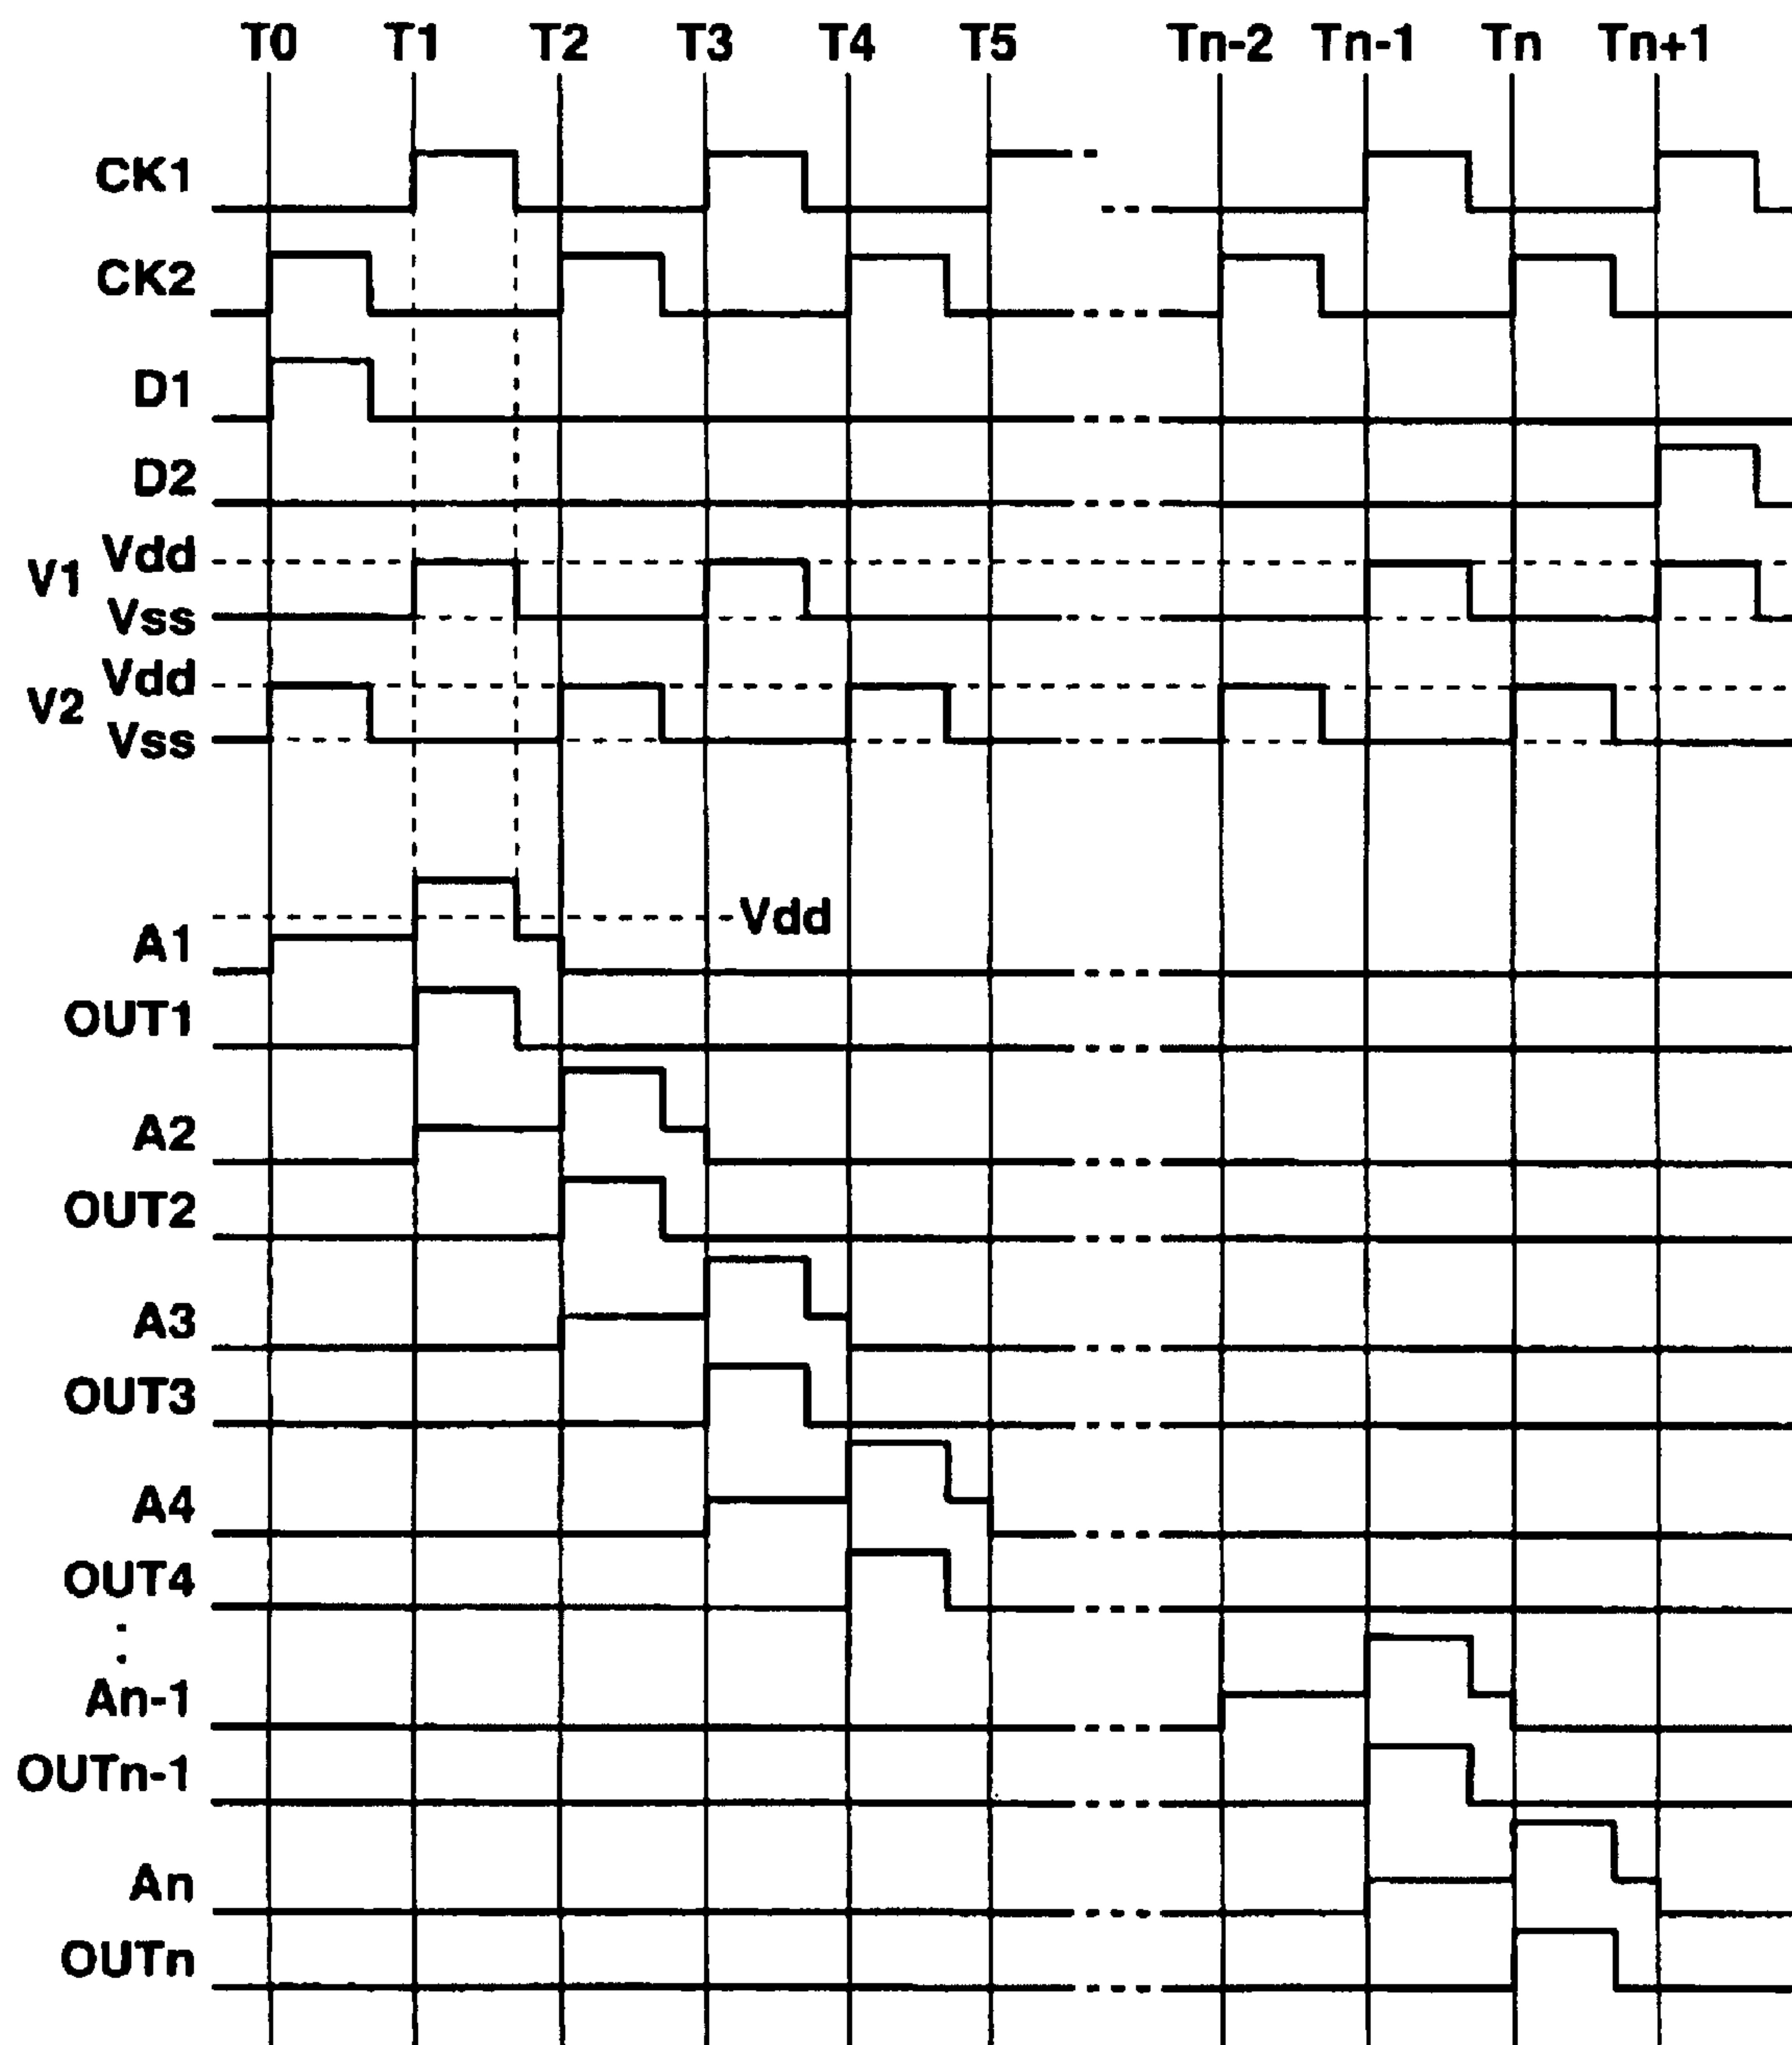 T0 T1 T2 T3 T4 T5 Tn-2 Tn-1 Tn Tn+1
CK1
CK2
D1
D2
V1 Vdd
Vss
V2 Vdd
Vss
Vdd
A1
OUT1
A2
OUT2
A3
OUT3
A4
OUT4
:
An-1
OUTn-1
An
OUTn